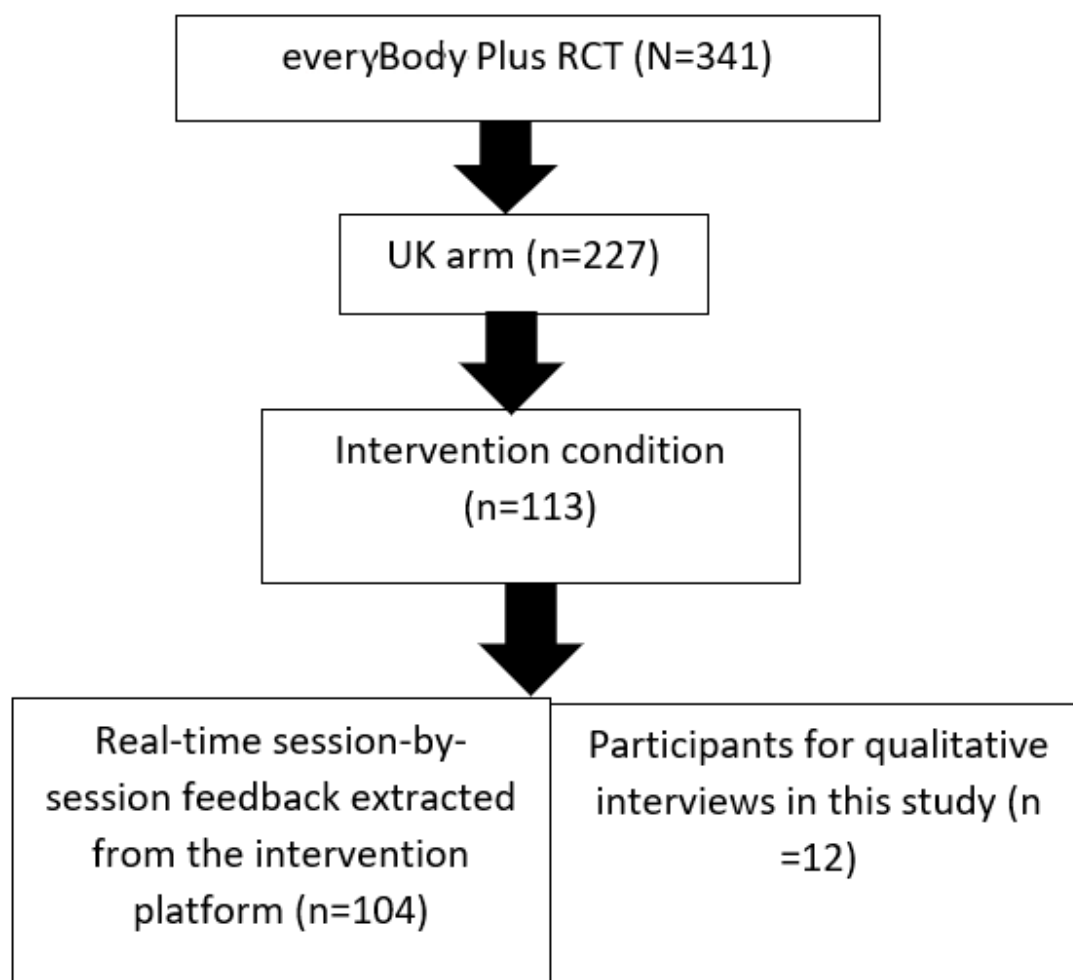 everyBody Plus RCT (N=341)
UK arm (n=227)
Intervention condition
(n=113)
Real-time session-by-
session feedback extracted
from the intervention
platform (n=104)
Participants for qualitative
interviews in this study (n
=12)